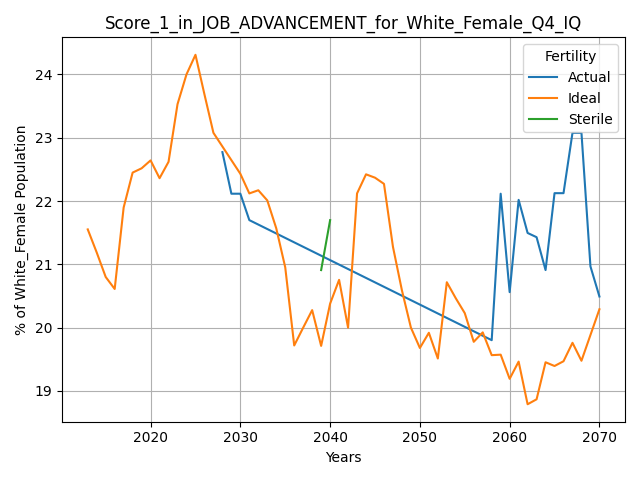 Score_1_in_JOB_ADVANCEMENT_for_White_Female_Q4_IQ
Fertility
Actual
Ideal
Sterile
% of White_Female Population
24
23
22
21
20
19
2020
2030
2040
2050
2060
2070
Years